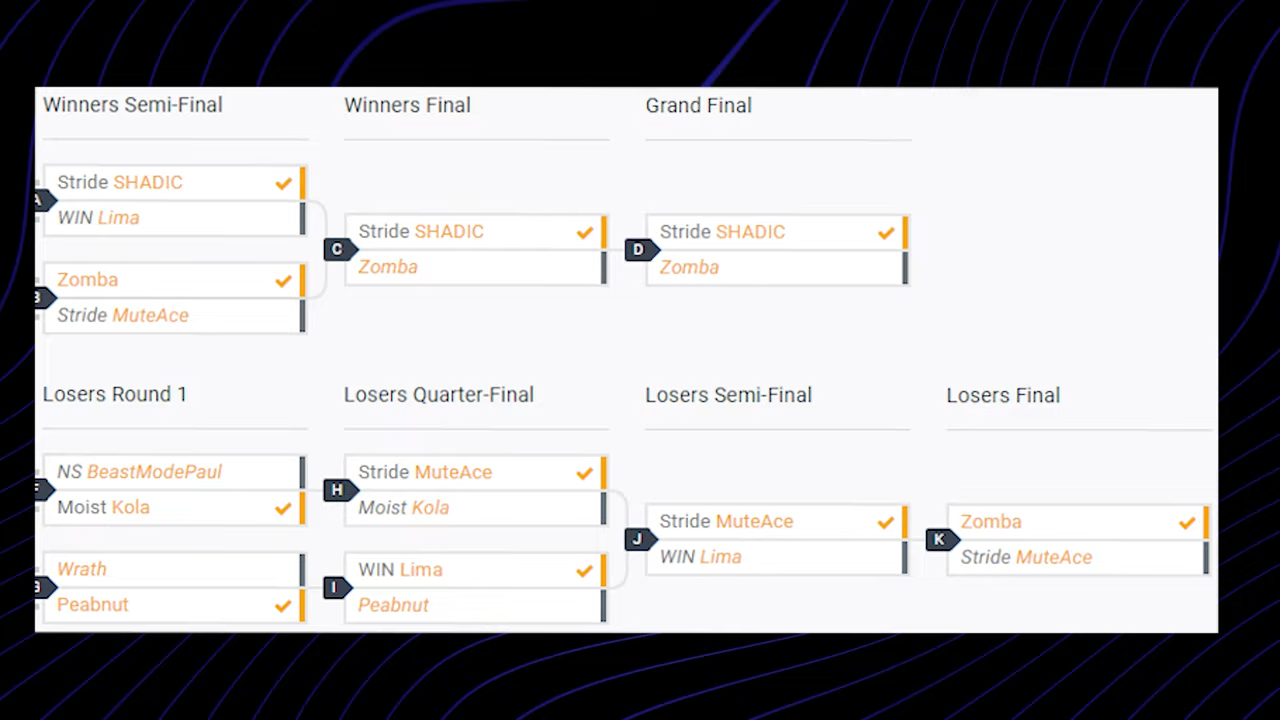 Winners Semi-Final
Winners Final
Grand Final
Stride SHADIC
WIN Lima
Zomba
Stride MuteAce
C
Stride SHADIC
Zomba
D
Stride SHADIC
Zomba
Losers Round 1
Losers Quarter-Final
Losers Semi-Final
Losers Final
NS BeastModePaul
Moist Kola
Wrath
Peabnut
H
Stride MuteAce
Moist Kola
I
WIN Lima
Peabnut
J
Stride MuteAce
WIN Lima
K
Zomba
Stride MuteAce